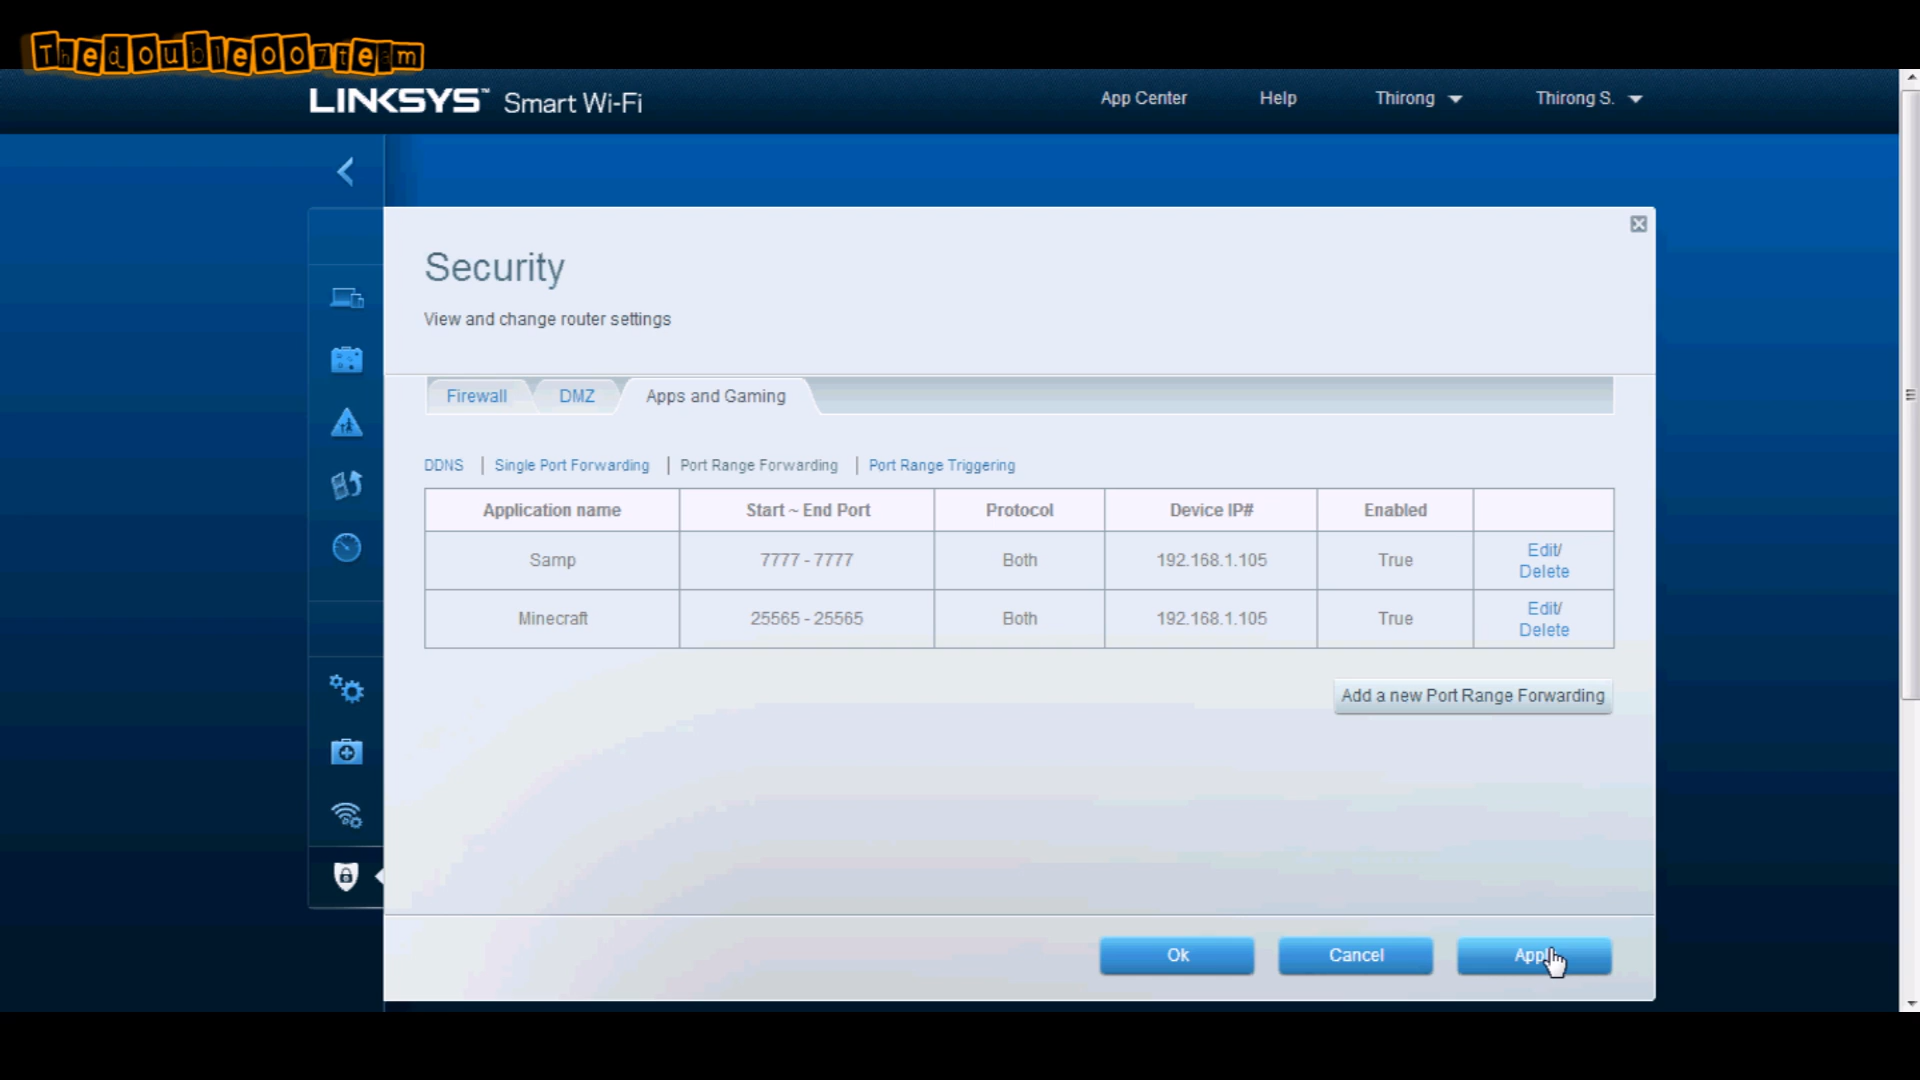 Thedoubleoo7team
LINKSYS™ Smart Wi-Fi
App Center
Help
Thirong
Thirong S.
Security
View and change router settings
Firewall
DMZ
Apps and Gaming
DDNS | Single Port Forwarding | Port Range Forwarding | Port Range Triggering
Application name Start ~ End Port Protocol Device IP# Enabled
Samp 7777 - 7777 Both 192.168.1.105 True Edit/
Delete
Minecraft 25565 - 25565 Both 192.168.1.105 True Edit/
Delete
Add a new Port Range Forwarding
Ok
Cancel